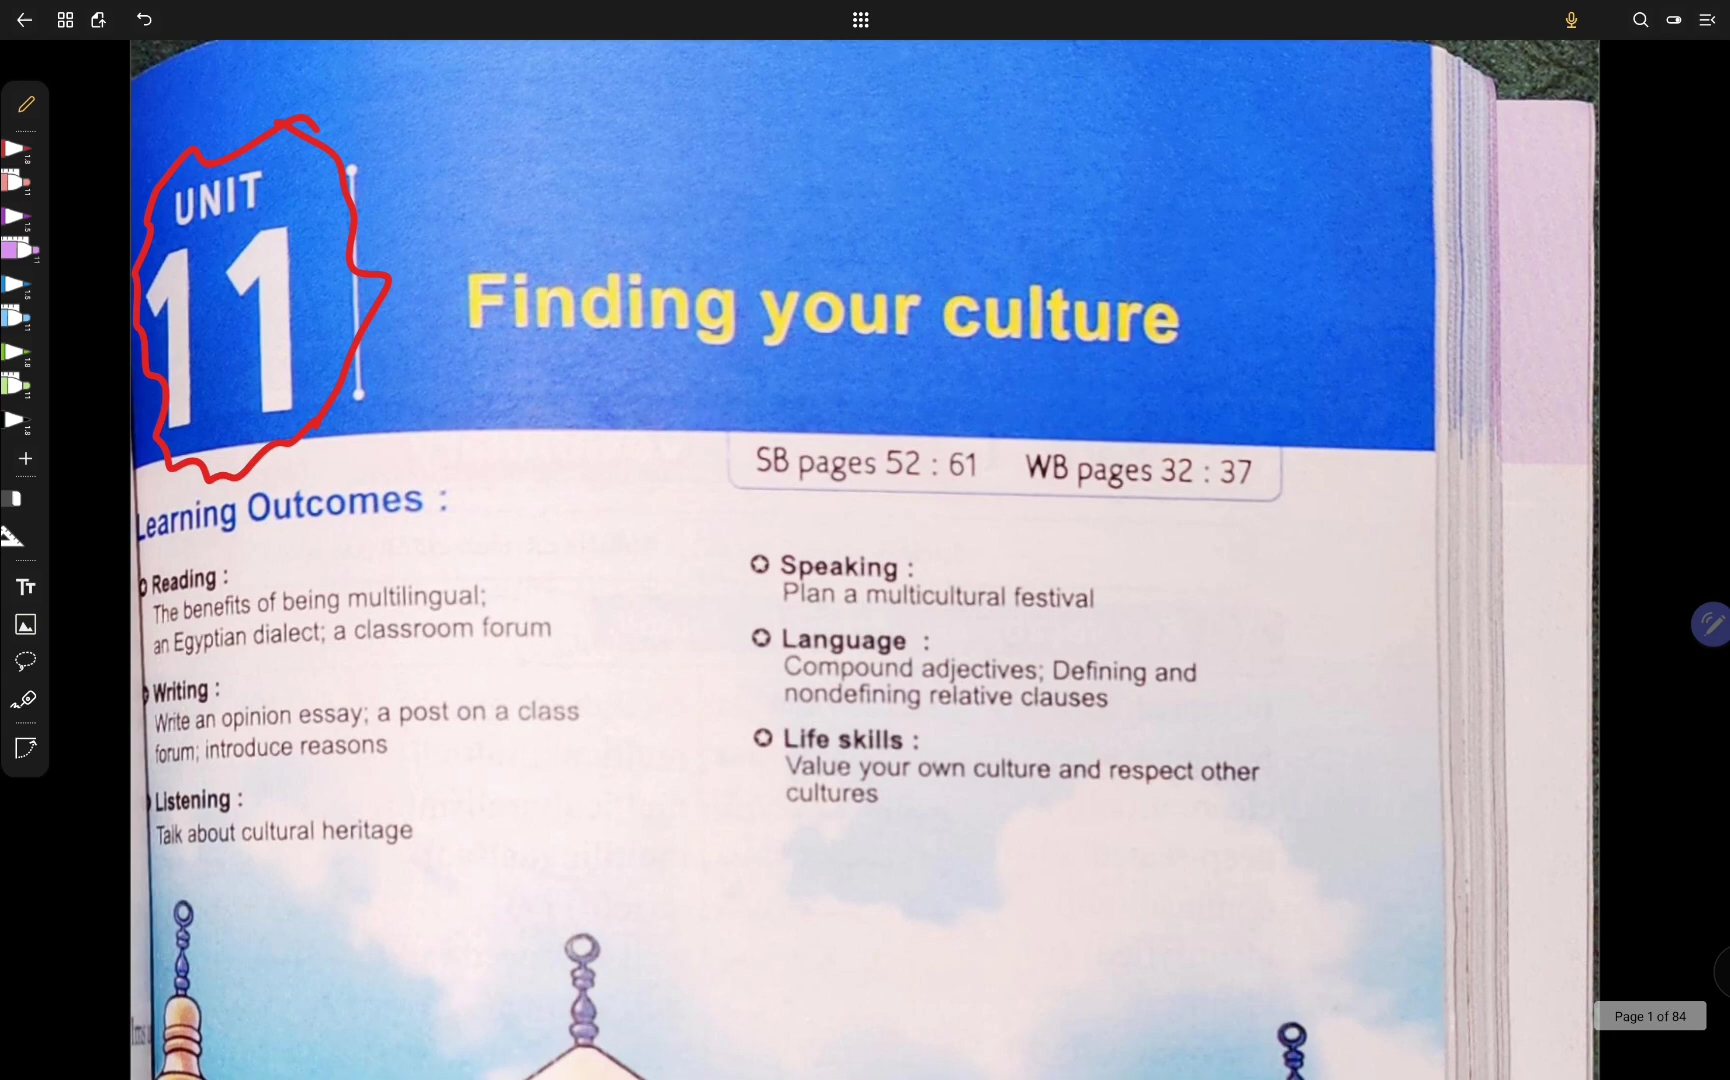 UNIT
11
Finding your culture
SB pages 52 : 61 WB pages 32 : 37
Learning Outcomes :
Reading :
The benefits of being multilingual;
an Egyptian dialect; a classroom forum
Writing :
Write an opinion essay; a post on a class
forum; introduce reasons
Listening :
Talk about cultural heritage
Speaking :
Plan a multicultural festival
Language :
Compound adjectives; Defining and
nondefining relative clauses
Life skills :
Value your own culture and respect other
cultures
Page 1 of 84